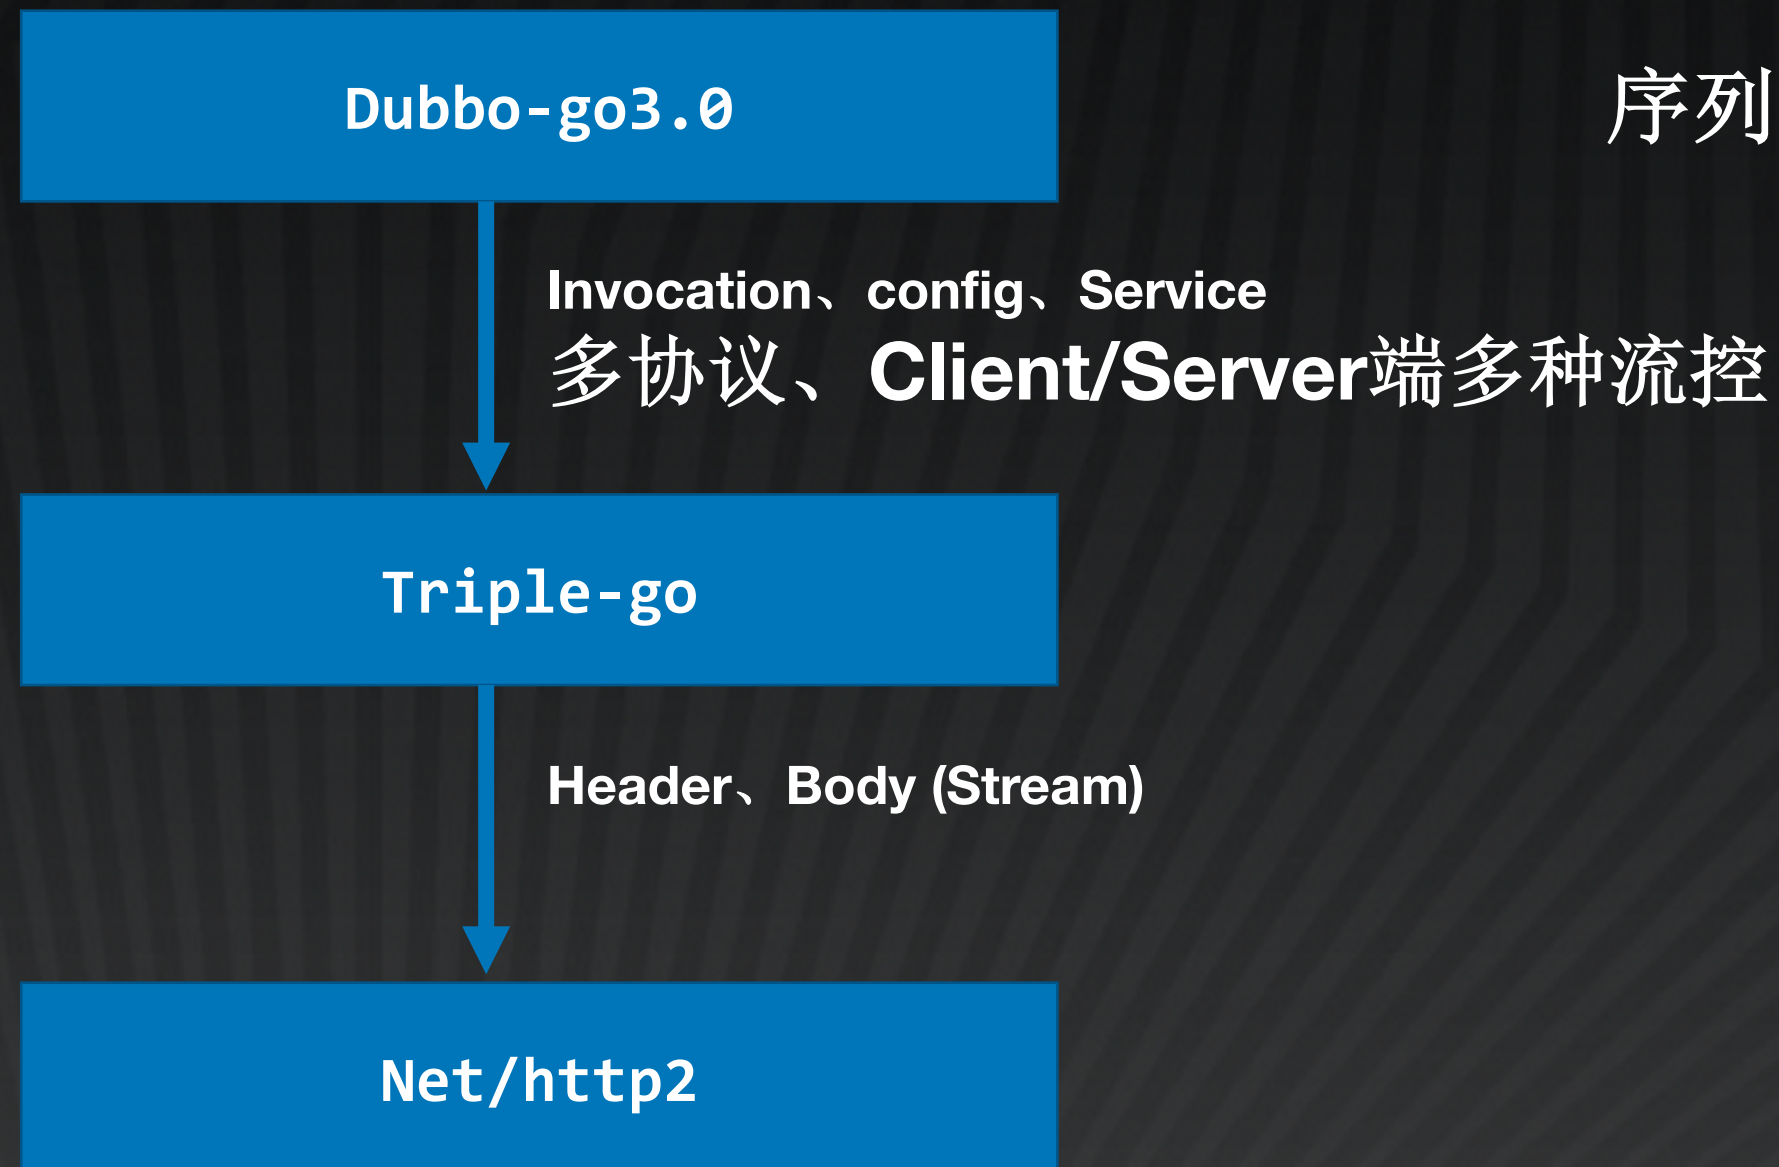 Dubbo-go3.0
序列
Invocation、config、Service
多协议、Client/Server端多种流控
Triple-go
Header、Body (Stream)
Net/http2